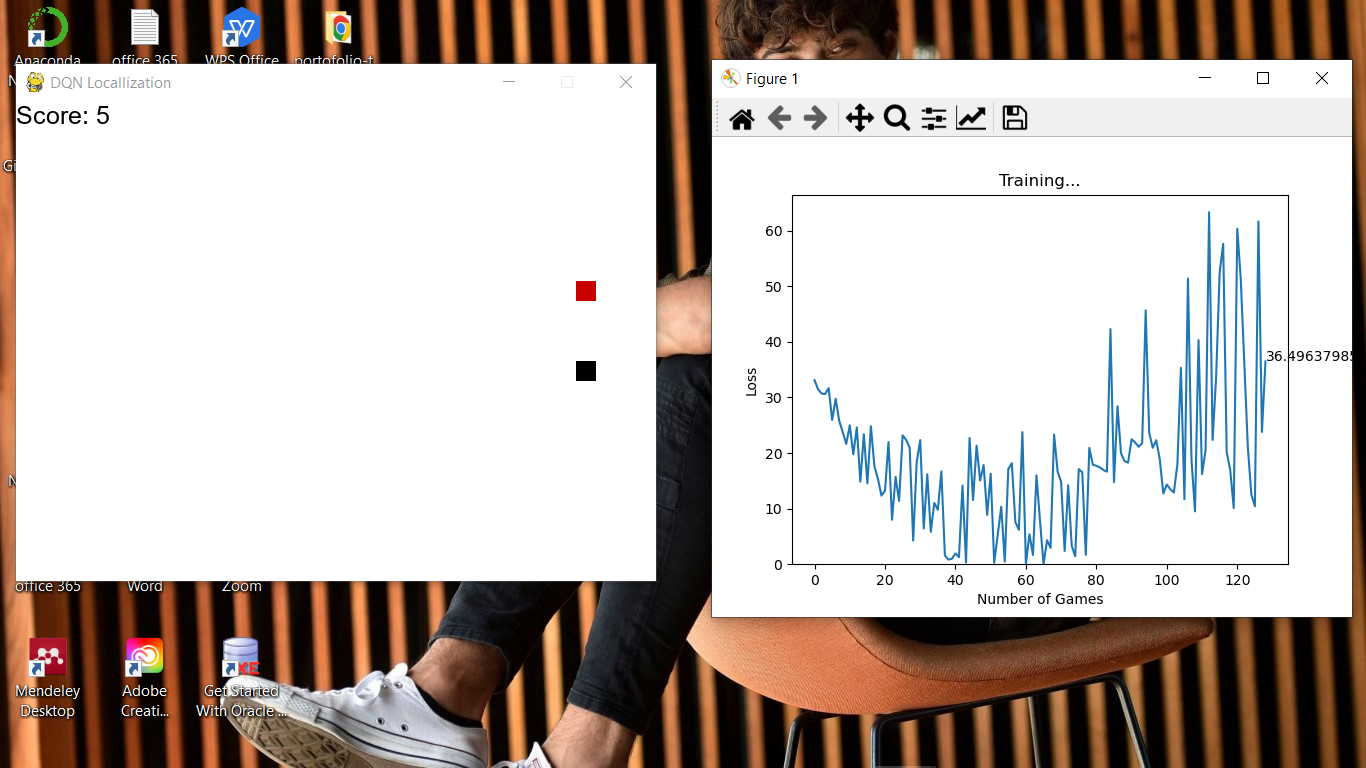 Anaconda
office 365
WPS Office
portofolio-t
DQN Locallization
Score: 5
Figure 1
Training...
60
50
40
30
20
10
0
Loss
36.49637985
0
20
40
60
80
100
120
Number of Games
office 365
Word
Zoom
Mendeley
Desktop
Adobe
Creati...
Get Started
With Oracle ...